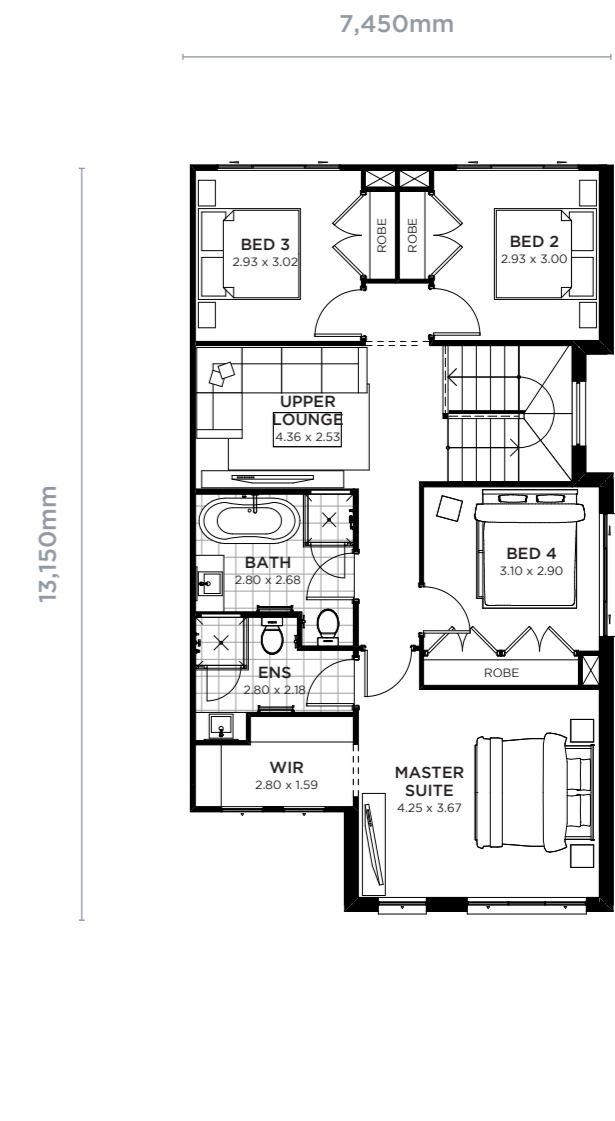 7,450mm
13,150mm
BED 3
2.93 x 3.02
ROBE
ROBE
BED 2
2.93 x 3.00
UPPER
LOUNGE
4.36 x 2.53
BATH
2.80 x 2.68
BED 4
3.10 x 2.90
ENS
2.80 x 2.18
ROBE
WIR
2.80 x 1.59
MASTER
SUITE
4.25 x 3.67